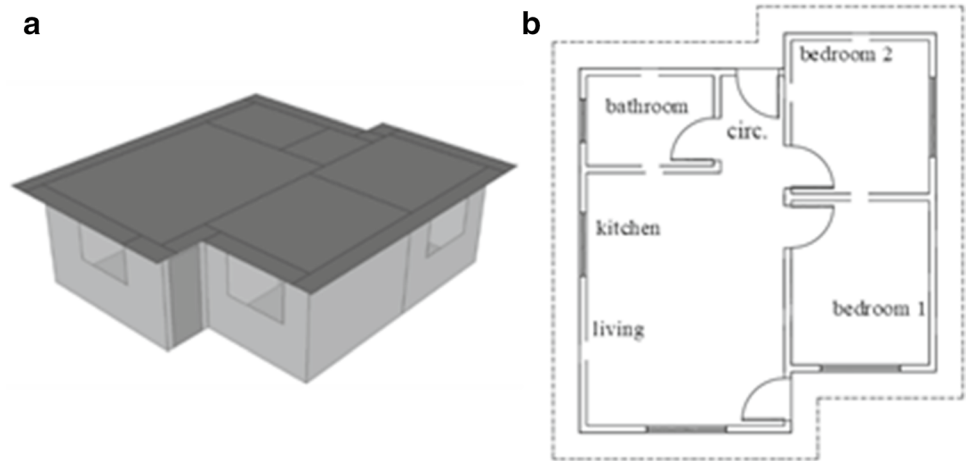 a
b
bedroom 2
bathroom
circ.
kitchen
bedroom 1
living